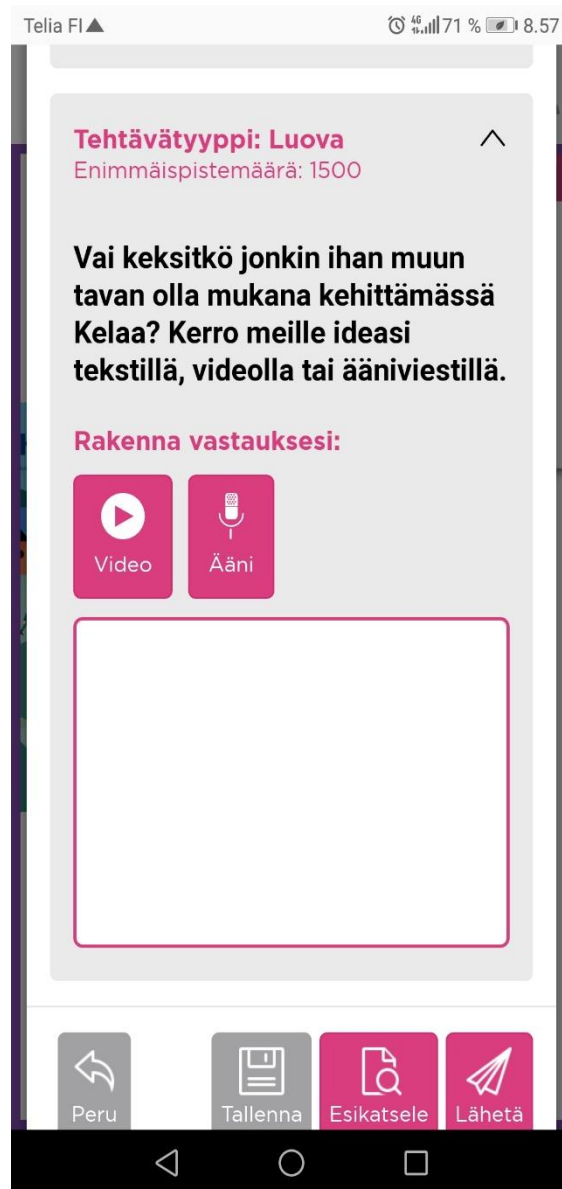 Telia FI 4G 71 % 8.57
Tehtävätyyppi: Luova
Enimmäispistemäärä: 1500
Vai keksitkö jonkin ihan muun
tavan olla mukana kehittämässä
Kelaa? Kerro meille ideasi
tekstillä, videolla tai ääniviestillä.
Rakenna vastauksesi:
Video Ääni
Peru Tallenna Esikatsele Lähetä